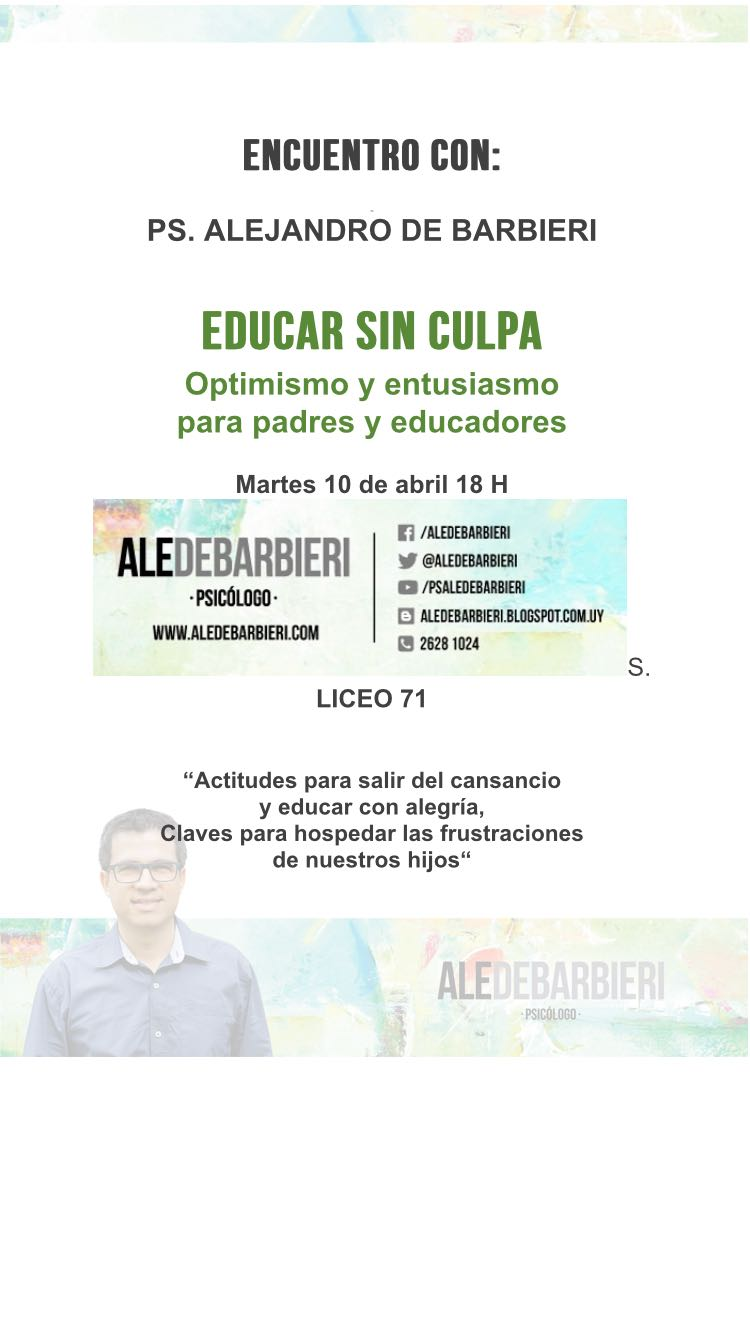 ENCUENTRO CON:
PS. ALEJANDRO DE BARBIERI
EDUCAR SIN CULPA
Optimismo y entusiasmo
para padres y educadores
Martes 10 de abril 18 H
ALEDEBARBIERI
·PSICÓLOGO·
WWW.ALEDEBARBIERI.COM
/ALEDEBARBIERI
@ALEDEBARBIERI
/PSALEDEBARBIERI
ALEDEBARBIERI.BLOGSPOT.COM.UY
2628 1024
S.
LICEO 71
“Actitudes para salir del cansancio
y educar con alegría,
Claves para hospedar las frustraciones
de nuestros hijos“
ALEDEBARBIERI
·PSICÓLOGO·